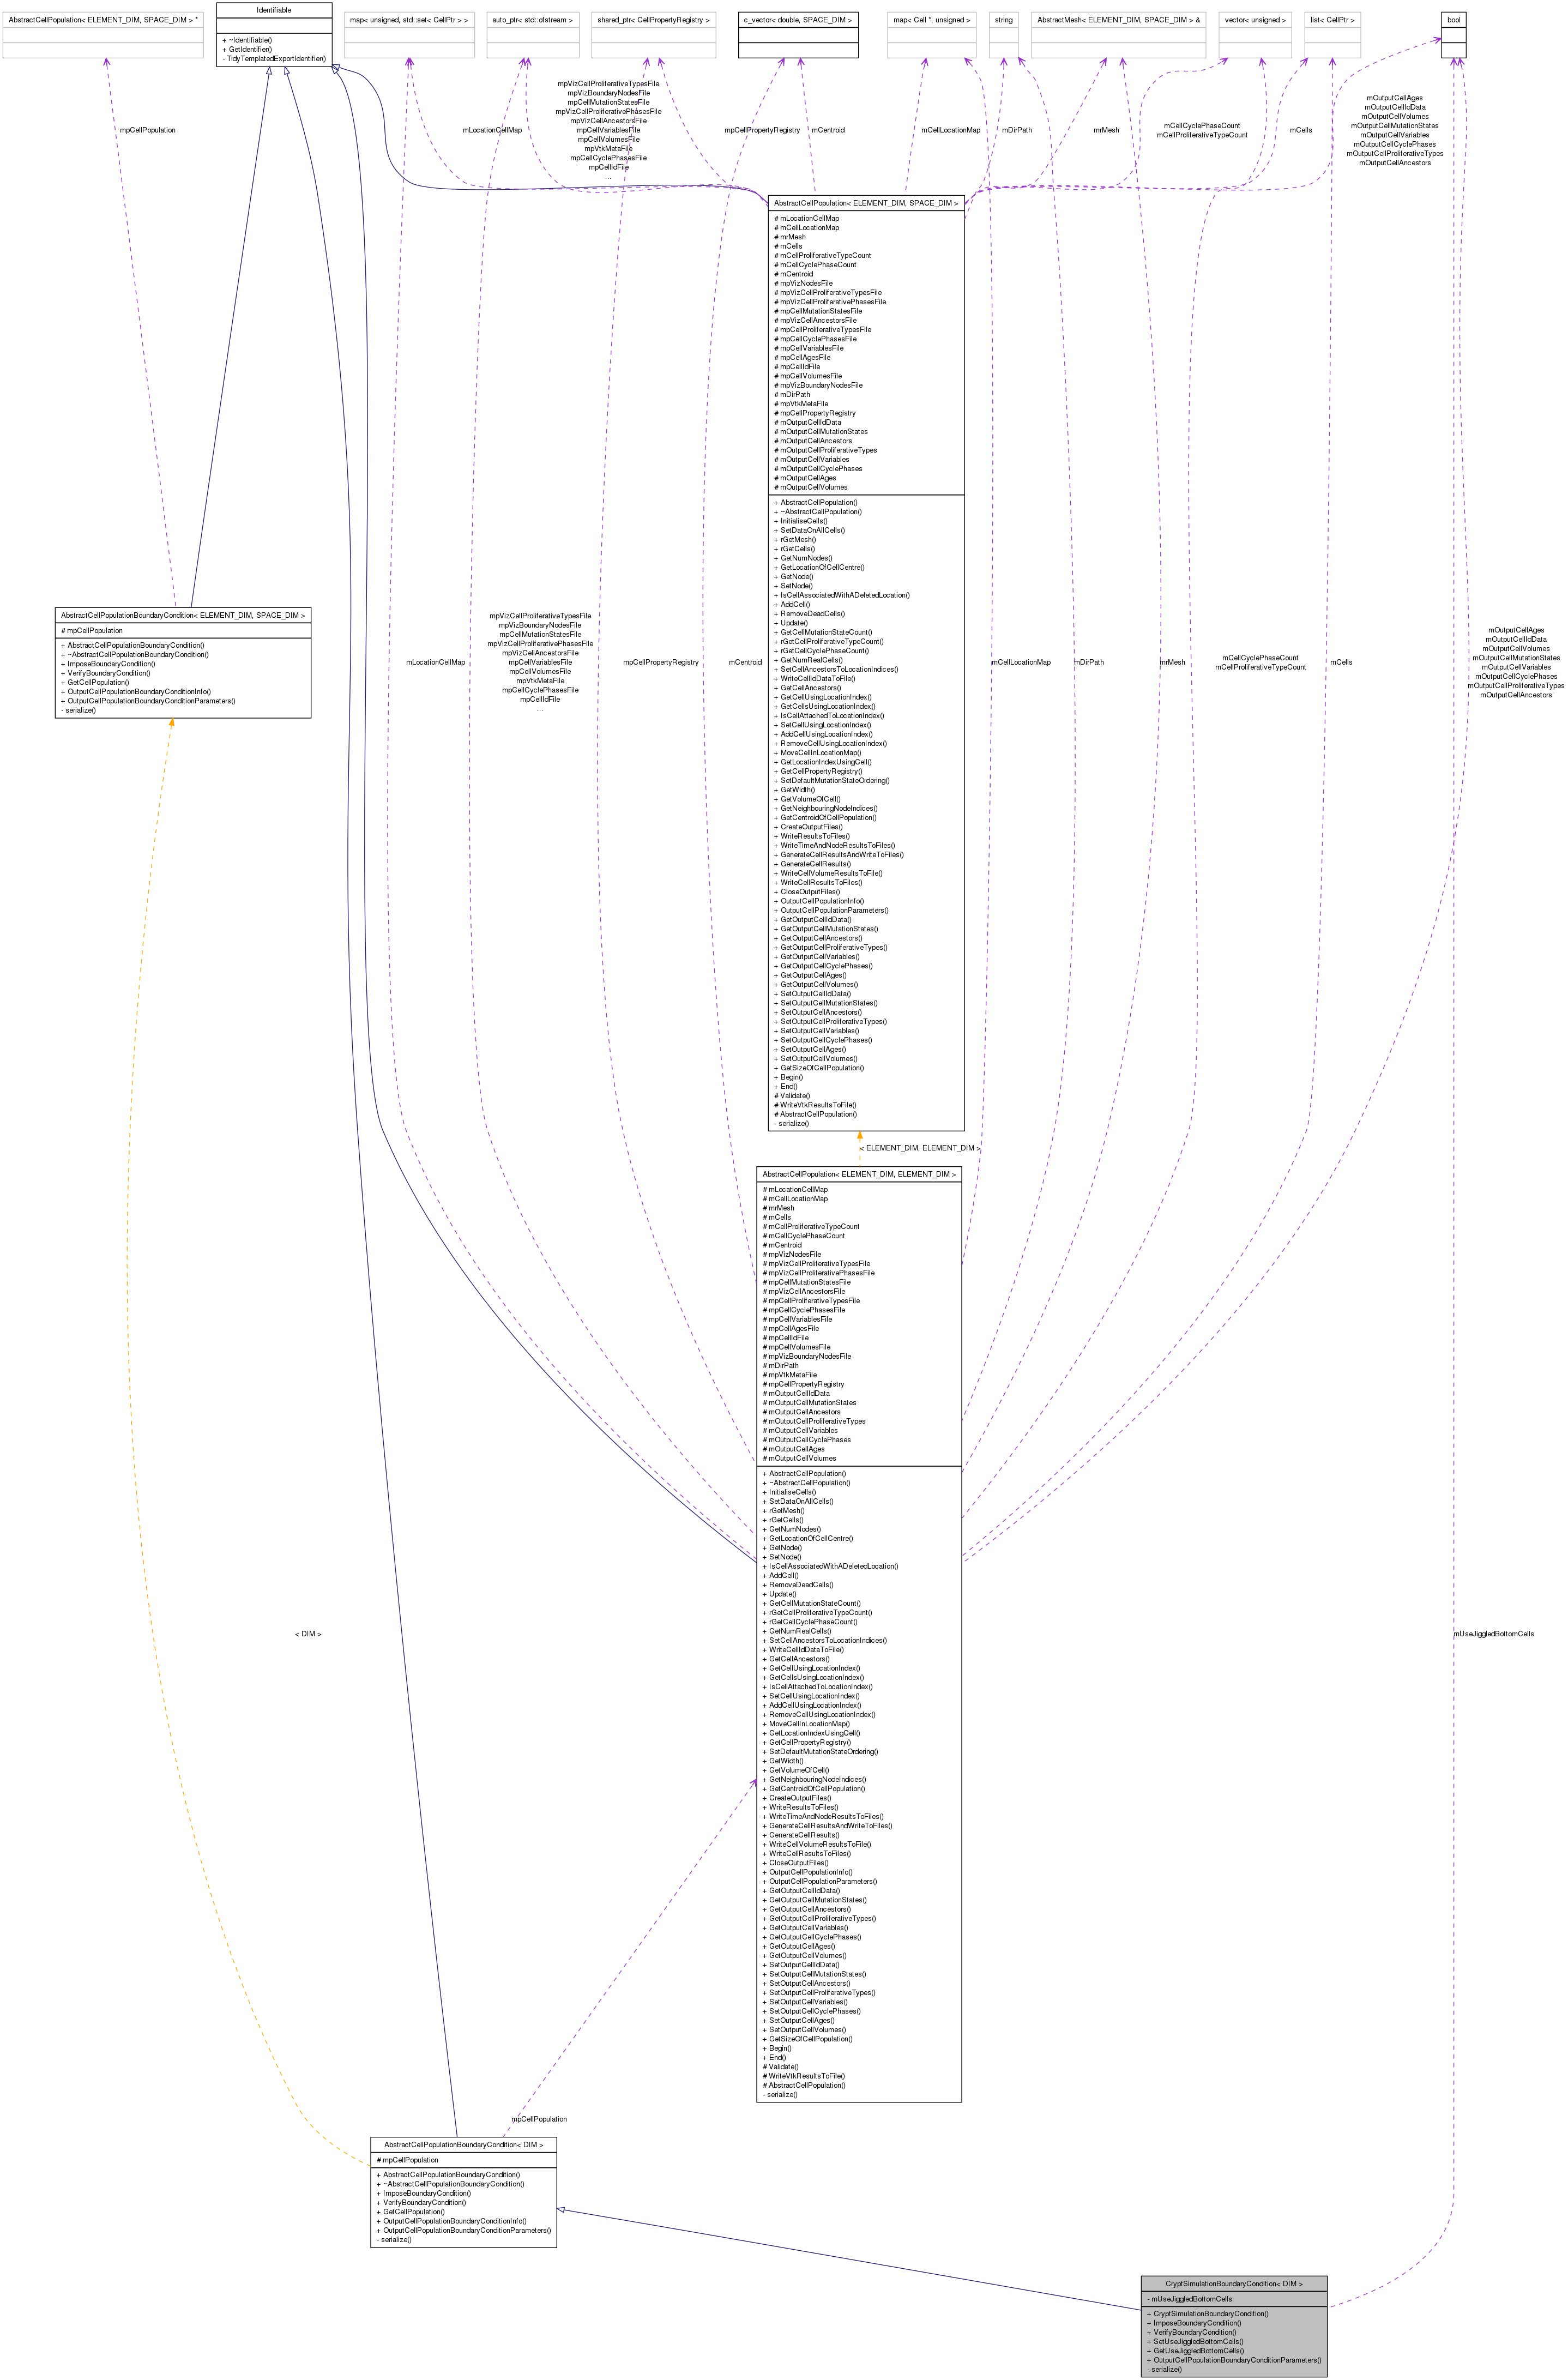 AbstractCellPopulation< ELEMENT_DIM, SPACE_DIM > *
Identifiable
+ ~Identifiable()
+ GetIdentifier()
- TidyTemplatedExportIdentifier()
map< unsigned, std::set< CellPtr > >
auto_ptr< std::ofstream >
shared_ptr< CellPropertyRegistry >
c_vector< double, SPACE_DIM >
map< Cell *, unsigned >
string
AbstractMesh< ELEMENT_DIM, SPACE_DIM > &
vector< unsigned >
list< CellPtr >
bool
mpCellPopulation
mLocationCellMap
mpVizCellProliferativeTypesFile
mpVizBoundaryNodesFile
mpCellMutationStatesFile
mpVizCellProliferativePhasesFile
mpVizCellAncestorsFile
mpCellVariablesFile
mpCellVolumesFile
mpVtkMetaFile
mpCellCyclePhasesFile
mpCellIdFile
...
mpCellPropertyRegistry
mCentroid
mCellLocationMap
mDirPath
mrMesh
mCellCyclePhaseCount
mCellProliferativeTypeCount
mCells
mOutputCellAges
mOutputCellIdData
mOutputCellVolumes
mOutputCellMutationStates
mOutputCellVariables
mOutputCellCyclePhases
mOutputCellProliferativeTypes
mOutputCellAncestors
AbstractCellPopulation< ELEMENT_DIM, SPACE_DIM >
# mLocationCellMap
# mCellLocationMap
# mrMesh
# mCells
# mCellProliferativeTypeCount
# mCellCyclePhaseCount
# mCentroid
# mpVizNodesFile
# mpVizCellProliferativeTypesFile
# mpVizCellProliferativePhasesFile
# mpCellMutationStatesFile
# mpVizCellAncestorsFile
# mpCellProliferativeTypesFile
# mpCellCyclePhasesFile
# mpCellVariablesFile
# mpCellAgesFile
# mpCellIdFile
# mpCellVolumesFile
# mpVizBoundaryNodesFile
# mDirPath
# mpVtkMetaFile
# mpCellPropertyRegistry
# mOutputCellIdData
# mOutputCellMutationStates
# mOutputCellAncestors
# mOutputCellProliferativeTypes
# mOutputCellVariables
# mOutputCellCyclePhases
# mOutputCellAges
# mOutputCellVolumes
+ AbstractCellPopulation()
+ ~AbstractCellPopulation()
+ InitialiseCells()
+ SetDataOnAllCells()
+ rGetMesh()
+ rGetCells()
+ GetNumNodes()
+ GetLocationOfCellCentre()
+ GetNode()
+ SetNode()
+ IsCellAssociatedWithADeletedLocation()
+ AddCell()
+ RemoveDeadCells()
+ Update()
+ GetCellMutationStateCount()
+ rGetCellProliferativeTypeCount()
+ rGetCellCyclePhaseCount()
+ GetNumRealCells()
+ SetCellAncestorsToLocationIndices()
+ WriteCellIdDataToFile()
+ GetCellAncestors()
+ GetCellUsingLocationIndex()
+ GetCellsUsingLocationIndex()
+ IsCellAttachedToLocationIndex()
+ SetCellUsingLocationIndex()
+ AddCellUsingLocationIndex()
+ RemoveCellUsingLocationIndex()
+ MoveCellInLocationMap()
+ GetLocationIndexUsingCell()
+ GetCellPropertyRegistry()
+ SetDefaultMutationStateOrdering()
+ GetWidth()
+ GetVolumeOfCell()
+ GetNeighbouringNodeIndices()
+ GetCentroidOfCellPopulation()
+ CreateOutputFiles()
+ WriteResultsToFiles()
+ WriteTimeAndNodeResultsToFiles()
+ GenerateCellResultsAndWriteToFiles()
+ GenerateCellResults()
+ WriteCellVolumeResultsToFile()
+ WriteCellResultsToFiles()
+ CloseOutputFiles()
+ OutputCellPopulationInfo()
+ OutputCellPopulationParameters()
+ GetOutputCellIdData()
+ GetOutputCellMutationStates()
+ GetOutputCellAncestors()
+ GetOutputCellProliferativeTypes()
+ GetOutputCellVariables()
+ GetOutputCellCyclePhases()
+ GetOutputCellAges()
+ GetOutputCellVolumes()
+ SetOutputCellIdData()
+ SetOutputCellMutationStates()
+ SetOutputCellAncestors()
+ SetOutputCellProliferativeTypes()
+ SetOutputCellVariables()
+ SetOutputCellCyclePhases()
+ SetOutputCellAges()
+ SetOutputCellVolumes()
+ GetSizeOfCellPopulation()
+ Begin()
+ End()
# Validate()
# WriteVtkResultsToFile()
# AbstractCellPopulation()
- serialize()
AbstractCellPopulationBoundaryCondition< ELEMENT_DIM, SPACE_DIM >
# mpCellPopulation
+ AbstractCellPopulationBoundaryCondition()
+ ~AbstractCellPopulationBoundaryCondition()
+ ImposeBoundaryCondition()
+ VerifyBoundaryCondition()
+ GetCellPopulation()
+ OutputCellPopulationBoundaryConditionInfo()
+ OutputCellPopulationBoundaryConditionParameters()
- serialize()
mLocationCellMap
mpVizCellProliferativeTypesFile
mpVizBoundaryNodesFile
mpCellMutationStatesFile
mpVizCellProliferativePhasesFile
mpVizCellAncestorsFile
mpCellVariablesFile
mpCellVolumesFile
mpVtkMetaFile
mpCellCyclePhasesFile
mpCellIdFile
...
mpCellPropertyRegistry
mCentroid
mCellLocationMap
mDirPath
mrMesh
mCellCyclePhaseCount
mCellProliferativeTypeCount
mCells
mOutputCellAges
mOutputCellIdData
mOutputCellVolumes
mOutputCellMutationStates
mOutputCellVariables
mOutputCellCyclePhases
mOutputCellProliferativeTypes
mOutputCellAncestors
< ELEMENT_DIM, ELEMENT_DIM >
AbstractCellPopulation< ELEMENT_DIM, ELEMENT_DIM >
# mLocationCellMap
# mCellLocationMap
# mrMesh
# mCells
# mCellProliferativeTypeCount
# mCellCyclePhaseCount
# mCentroid
# mpVizNodesFile
# mpVizCellProliferativeTypesFile
# mpVizCellProliferativePhasesFile
# mpCellMutationStatesFile
# mpVizCellAncestorsFile
# mpCellProliferativeTypesFile
# mpCellCyclePhasesFile
# mpCellVariablesFile
# mpCellAgesFile
# mpCellIdFile
# mpCellVolumesFile
# mpVizBoundaryNodesFile
# mDirPath
# mpVtkMetaFile
# mpCellPropertyRegistry
# mOutputCellIdData
# mOutputCellMutationStates
# mOutputCellAncestors
# mOutputCellProliferativeTypes
# mOutputCellVariables
# mOutputCellCyclePhases
# mOutputCellAges
# mOutputCellVolumes
+ AbstractCellPopulation()
+ ~AbstractCellPopulation()
+ InitialiseCells()
+ SetDataOnAllCells()
+ rGetMesh()
+ rGetCells()
+ GetNumNodes()
+ GetLocationOfCellCentre()
+ GetNode()
+ SetNode()
+ IsCellAssociatedWithADeletedLocation()
+ AddCell()
+ RemoveDeadCells()
+ Update()
+ GetCellMutationStateCount()
+ rGetCellProliferativeTypeCount()
+ rGetCellCyclePhaseCount()
+ GetNumRealCells()
+ SetCellAncestorsToLocationIndices()
+ WriteCellIdDataToFile()
+ GetCellAncestors()
+ GetCellUsingLocationIndex()
+ GetCellsUsingLocationIndex()
+ IsCellAttachedToLocationIndex()
+ SetCellUsingLocationIndex()
+ AddCellUsingLocationIndex()
+ RemoveCellUsingLocationIndex()
+ MoveCellInLocationMap()
+ GetLocationIndexUsingCell()
+ GetCellPropertyRegistry()
+ SetDefaultMutationStateOrdering()
+ GetWidth()
+ GetVolumeOfCell()
+ GetNeighbouringNodeIndices()
+ GetCentroidOfCellPopulation()
+ CreateOutputFiles()
+ WriteResultsToFiles()
+ WriteTimeAndNodeResultsToFiles()
+ GenerateCellResultsAndWriteToFiles()
+ GenerateCellResults()
+ WriteCellVolumeResultsToFile()
+ WriteCellResultsToFiles()
+ CloseOutputFiles()
+ OutputCellPopulationInfo()
+ OutputCellPopulationParameters()
+ GetOutputCellIdData()
+ GetOutputCellMutationStates()
+ GetOutputCellAncestors()
+ GetOutputCellProliferativeTypes()
+ GetOutputCellVariables()
+ GetOutputCellCyclePhases()
+ GetOutputCellAges()
+ GetOutputCellVolumes()
+ SetOutputCellIdData()
+ SetOutputCellMutationStates()
+ SetOutputCellAncestors()
+ SetOutputCellProliferativeTypes()
+ SetOutputCellVariables()
+ SetOutputCellCyclePhases()
+ SetOutputCellAges()
+ SetOutputCellVolumes()
+ GetSizeOfCellPopulation()
+ Begin()
+ End()
# Validate()
# WriteVtkResultsToFile()
# AbstractCellPopulation()
- serialize()
< DIM >
mUseJiggledBottomCells
mpCellPopulation
AbstractCellPopulationBoundaryCondition< DIM >
# mpCellPopulation
+ AbstractCellPopulationBoundaryCondition()
+ ~AbstractCellPopulationBoundaryCondition()
+ ImposeBoundaryCondition()
+ VerifyBoundaryCondition()
+ GetCellPopulation()
+ OutputCellPopulationBoundaryConditionInfo()
+ OutputCellPopulationBoundaryConditionParameters()
- serialize()
CryptSimulationBoundaryCondition< DIM >
- mUseJiggledBottomCells
+ CryptSimulationBoundaryCondition()
+ ImposeBoundaryCondition()
+ VerifyBoundaryCondition()
+ SetUseJiggledBottomCells()
+ GetUseJiggledBottomCells()
+ OutputCellPopulationBoundaryConditionParameters()
- serialize()